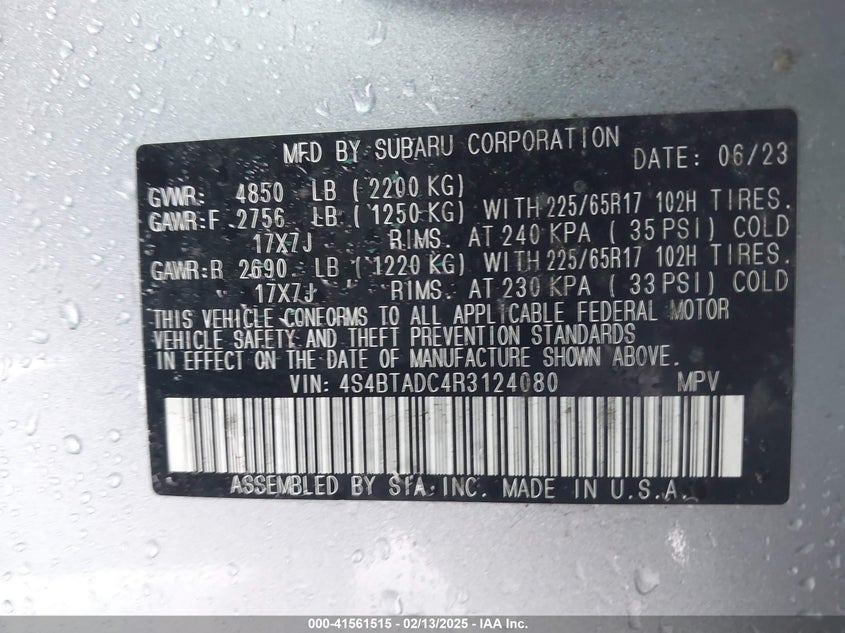 MFD BY SUBARU CORPORATION DATE: 06/23
GVWR: 4850 LB (2200 KG)
GAWR:F 2756 LB (1250 KG) WITH 225/65R17 102H TIRES.
17X7J RIMS. AT 240 KPA (35 PSI) COLD
GAWR:R 2690 LB (1220 KG) WITH 225/65R17 102H TIRES.
17X7J RIMS. AT 230 KPA (33 PSI) COLD
THIS VEHICLE CONFORMS TO ALL APPLICABLE FEDERAL MOTOR
VEHICLE SAFETY AND THEFT PREVENTION STANDARDS
IN EFFECT ON THE DATE OF MANUFACTURE SHOWN ABOVE.
VIN: 4S4BTADC4R3124080 MPV
ASSEMBLED BY SIA, INC. MADE IN U.S.A.
000-41561515 - 02/13/2025 - IAA Inc.